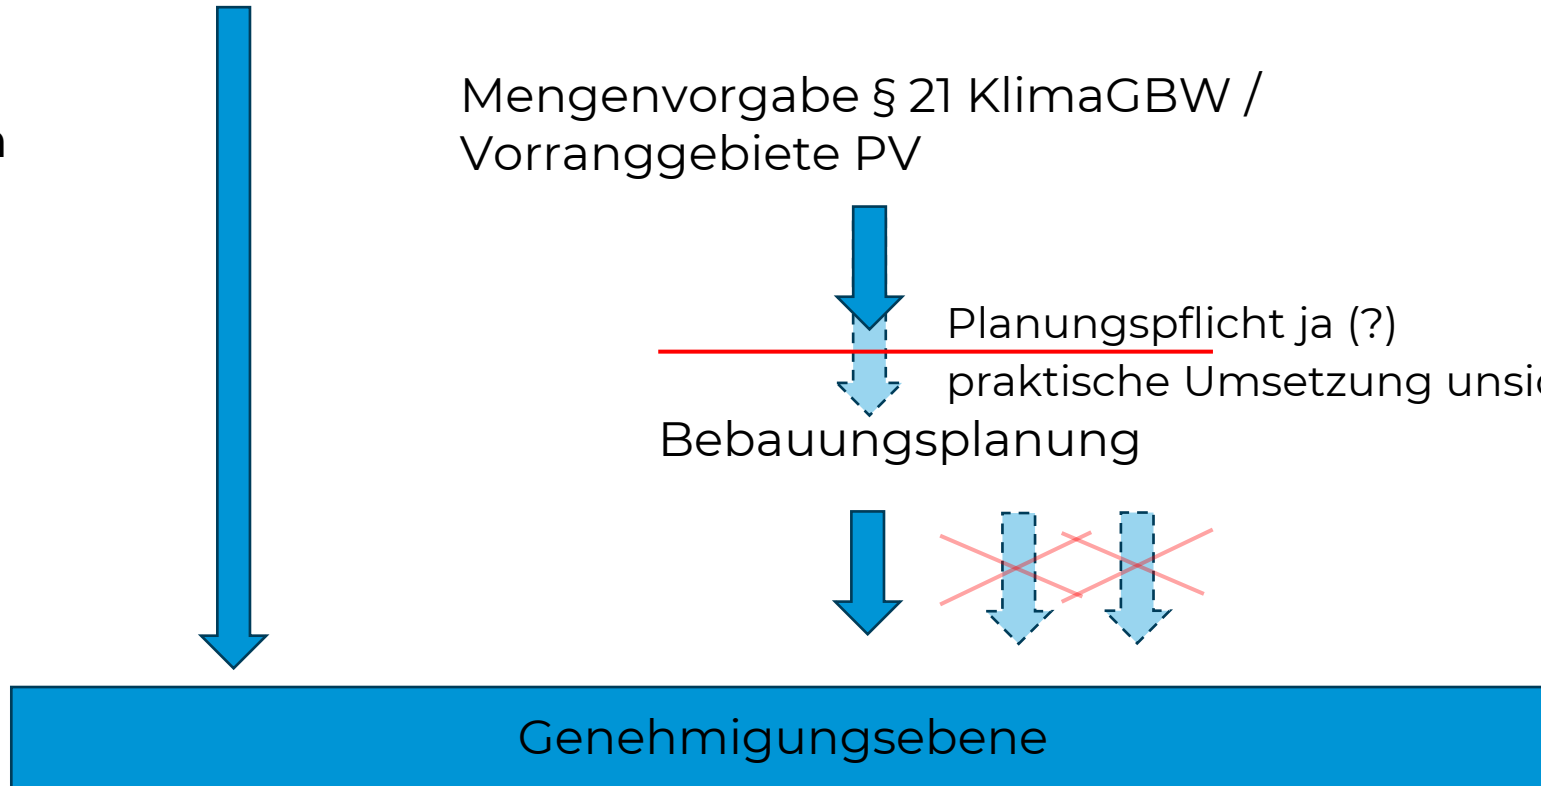 Mengenvorgabe § 21 KlimaGBW /
Vorranggebiete PV
Planungspflicht ja (?)
praktische Umsetzung
Bebauungsplanung
Genehmigungsebene